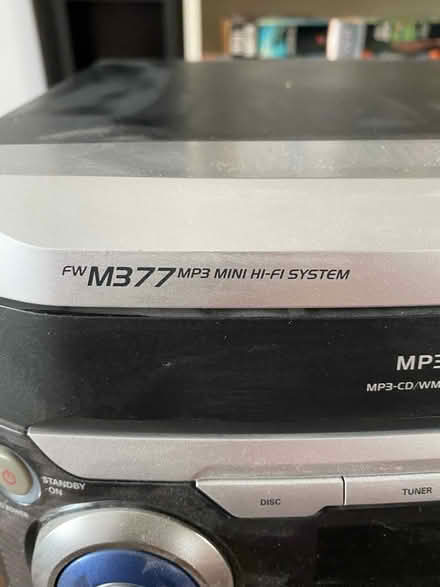 FW M377 MP3 MINI HI-FI SYSTEM
MP3
MP3-CD/WM
STANDBY
-ON
DISC
TUNER